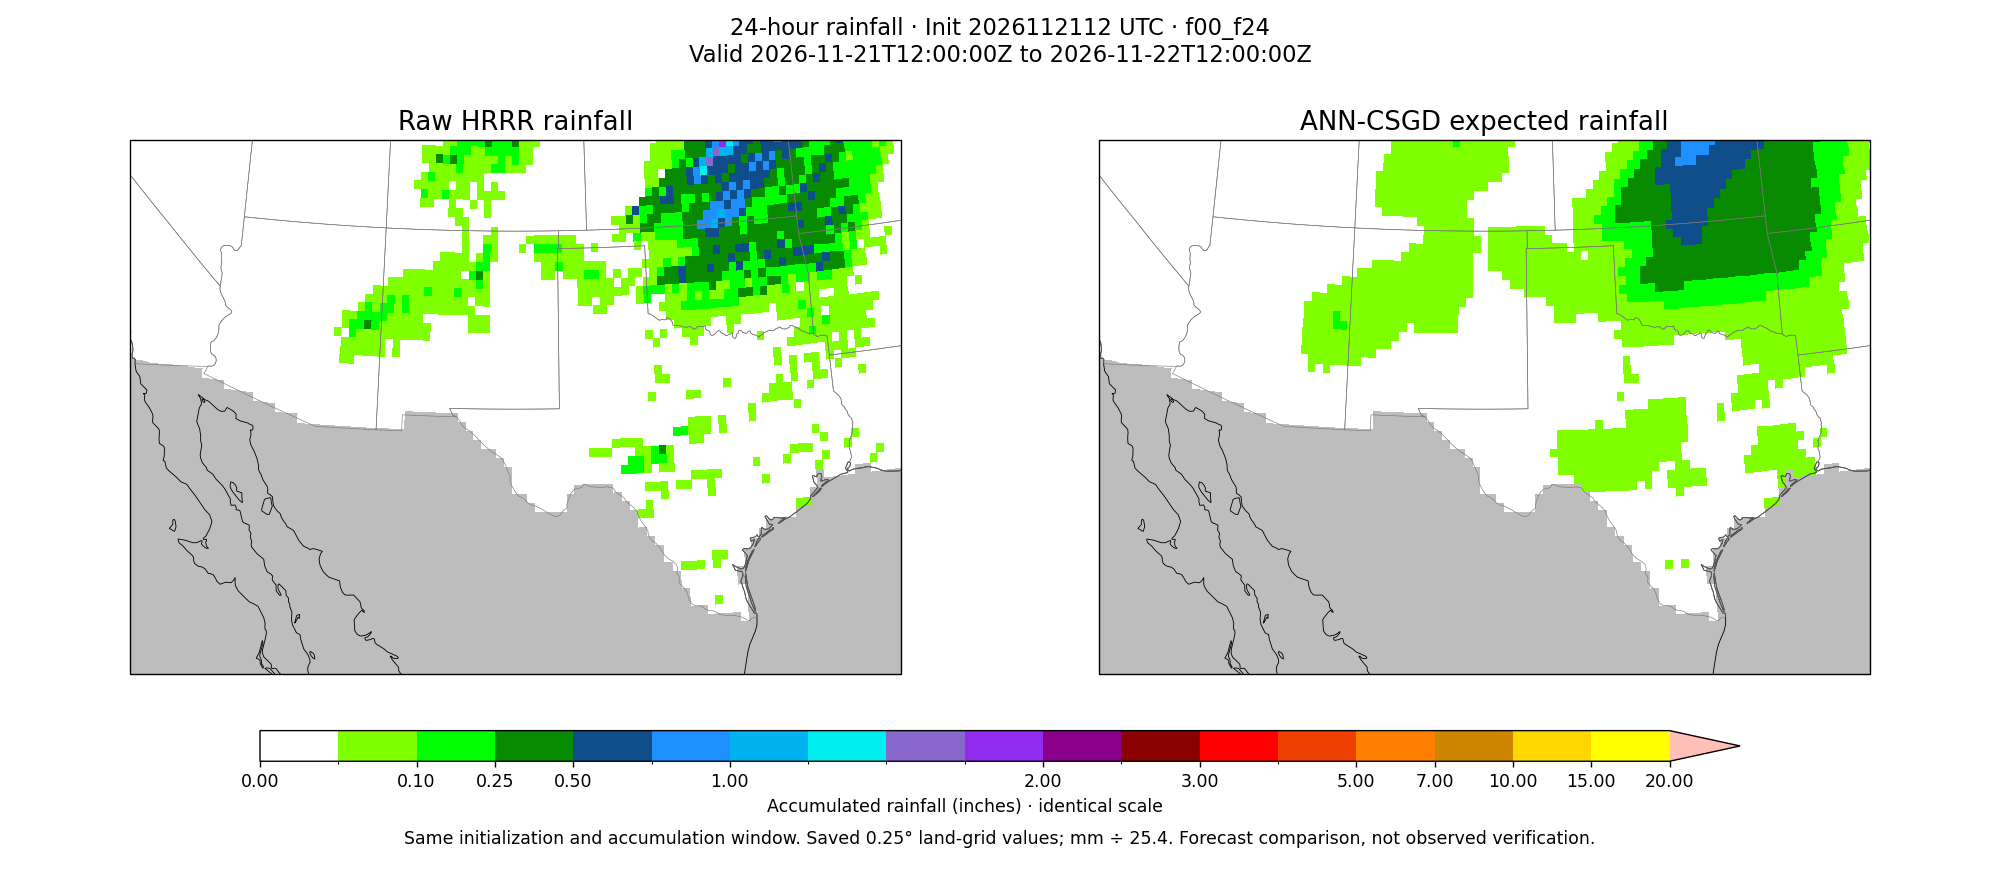 24-hour rainfall · Init 2026112112 UTC · f00_f24
Valid 2026-11-21T12:00:00Z to 2026-11-22T12:00:00Z
Raw HRRR rainfall
ANN-CSGD expected rainfall
0.00 0.10 0.25 0.50 1.00 2.00 3.00 5.00 7.00 10.00 15.00 20.00
Accumulated rainfall (inches) · identical scale
Same initialization and accumulation window. Saved 0.25° land-grid values; mm ÷ 25.4. Forecast comparison, not observed verification.